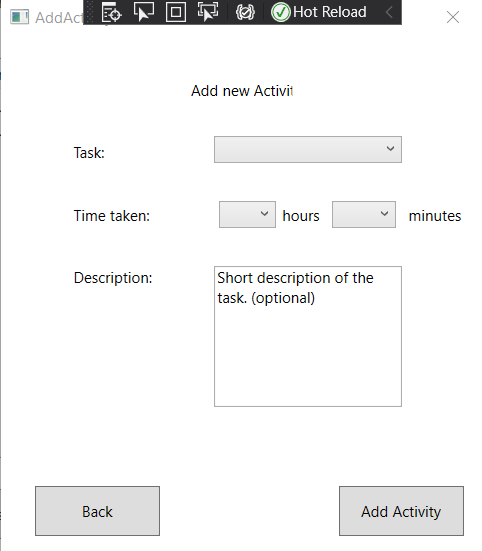 AddAct
Hot Reload
Add new Activit
Task:
Time taken:
hours
minutes
Description:
Short description of the
task. (optional)
Back
Add Activity